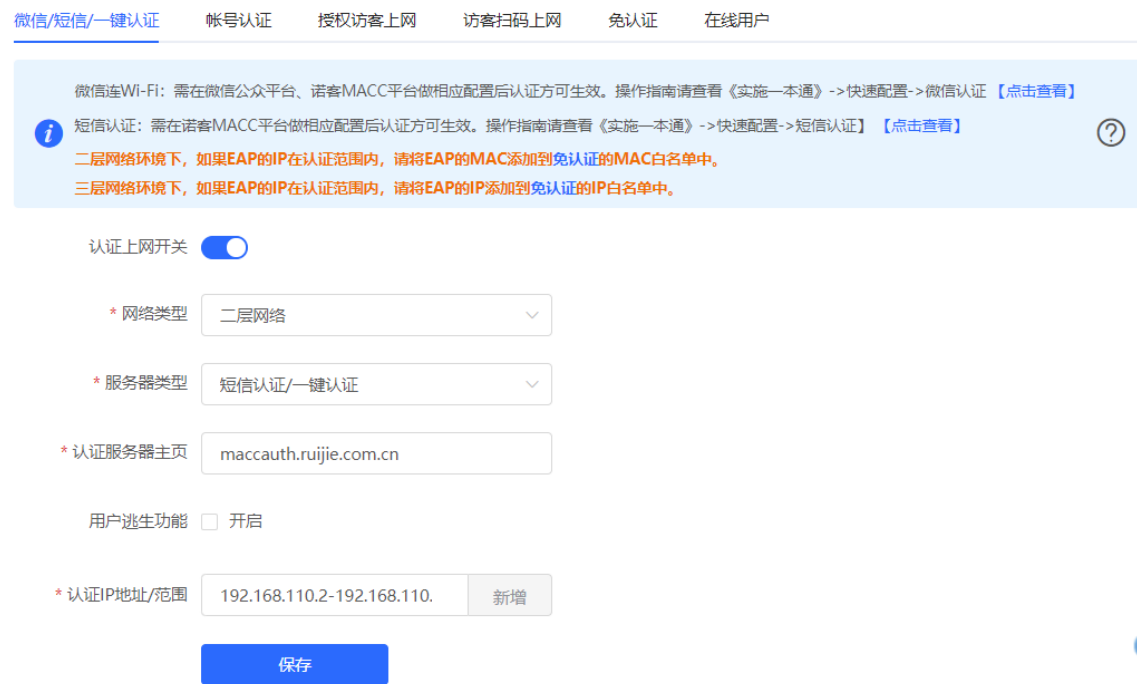 微信/短信/一键认证 帐号认证 授权访客上网 访客扫码上网 免认证 在线用户
微信连Wi-Fi：需在微信公众平台、诺客MACC平台做相应配置后认证方可生效。操作指南请查看《实施一本通》->快速配置->微信认证 【点击查看】
短信认证：需在诺客MACC平台做相应配置后认证方可生效。操作指南请查看《实施一本通》->快速配置->短信认证】 【点击查看】
二层网络环境下，如果EAP的IP在认证范围内，请将EAP的MAC添加到免认证的MAC白名单中。
三层网络环境下，如果EAP的IP在认证范围内，请将EAP的IP添加到免认证的IP白名单中。
认证上网开关
* 网络类型 二层网络
* 服务器类型 短信认证/一键认证
* 认证服务器主页 maccauth.ruijie.com.cn
用户逃生功能 开启
* 认证IP地址/范围 192.168.110.2-192.168.110. 新增
保存